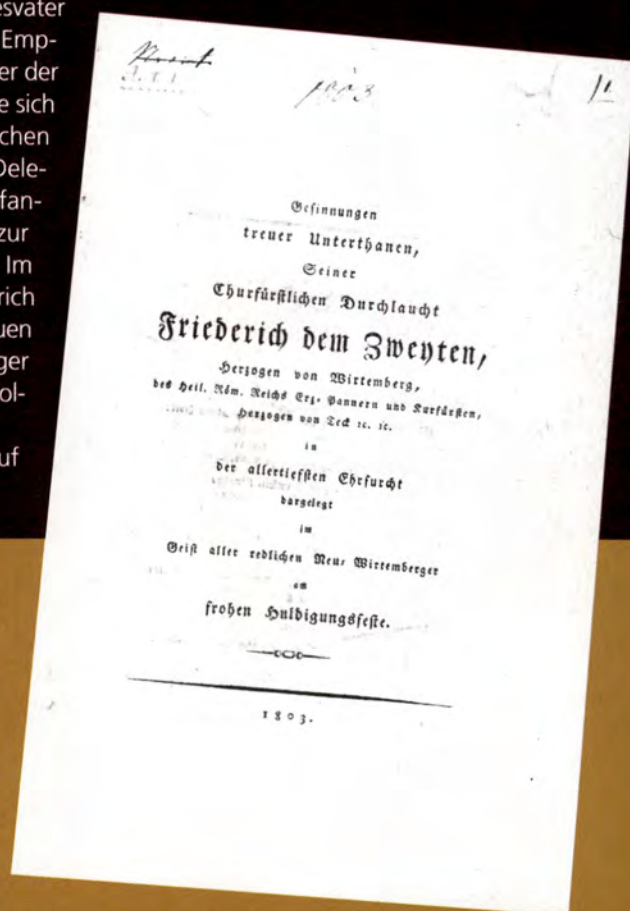 esvater
Emp-
er der
e sich
chen
Dele-
fan-
zur
Im
rich
uen
ger
ol-
uf
1803
Gesinnungen
treuer Unterthanen,
Seiner
Churfürstlichen Durchlaucht
Friederich dem Zweyten,
Herzogen von Wirtemberg,
des Heil. Röm. Reichs Erz-Pannern und Kurfürsten,
Herzogen von Teck ꝛc. ꝛc.
in
der allertiefsten Ehrfurcht
dargelegt
im
Geist aller redlichen Neu-Wirtemberger
am
frohen Huldigungsfeste.
1803.